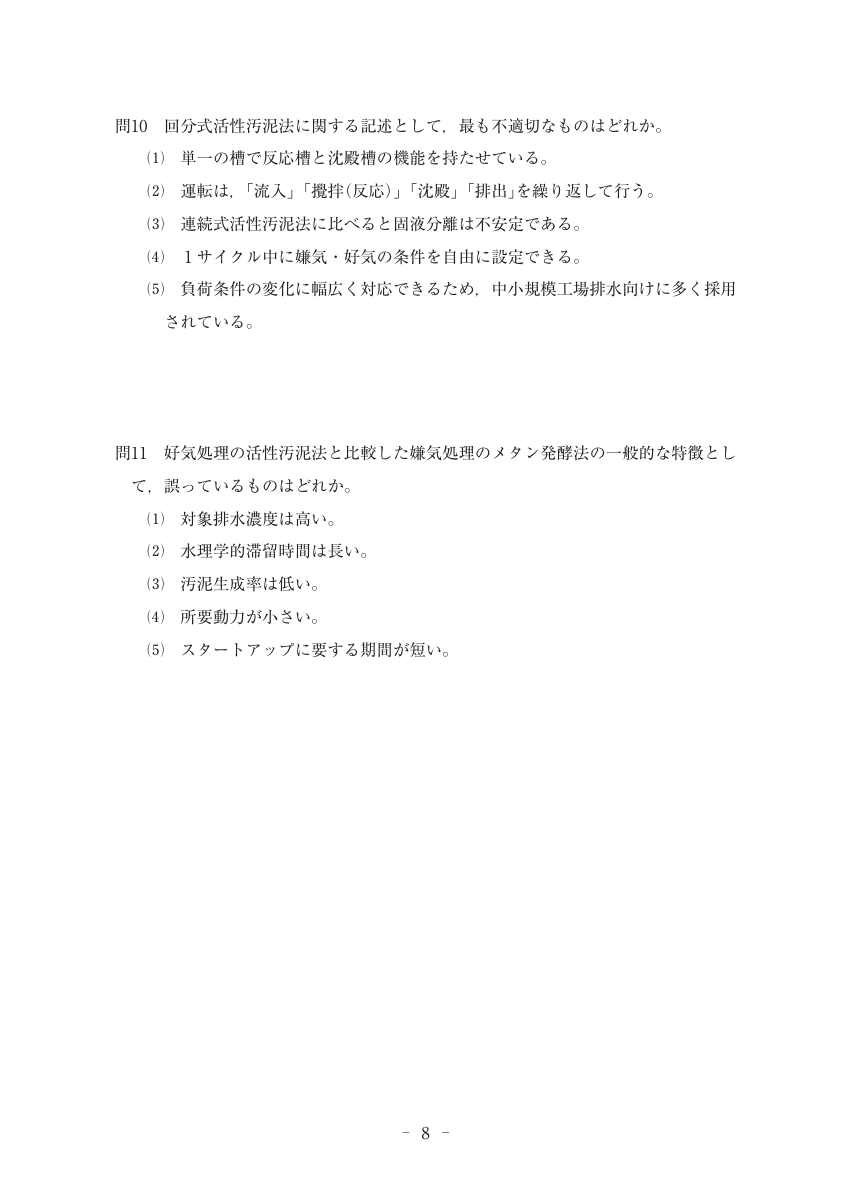 問10　回分式活性汚泥法に関する記述として，最も不適切なものはどれか。
⑴　単一の槽で反応槽と沈殿槽の機能を持たせている。
⑵　運転は，「流入」「攪拌（反応）」「沈殿」「排出」を繰り返して行う。
⑶　連続式活性汚泥法に比べると固液分離は不安定である。
⑷　１サイクル中に嫌気・好気の条件を自由に設定できる。
⑸　負荷条件の変化に幅広く対応できるため，中小規模工場排水向けに多く採用
されている。
問11　好気処理の活性汚泥法と比較した嫌気処理のメタン発酵法の一般的な特徴とし
て，誤っているものはどれか。
⑴　対象排水濃度は高い。
⑵　水理学的滞留時間は長い。
⑶　汚泥生成率は低い。
⑷　所要動力が小さい。
⑸　スタートアップに要する期間が短い。
－ 8 －